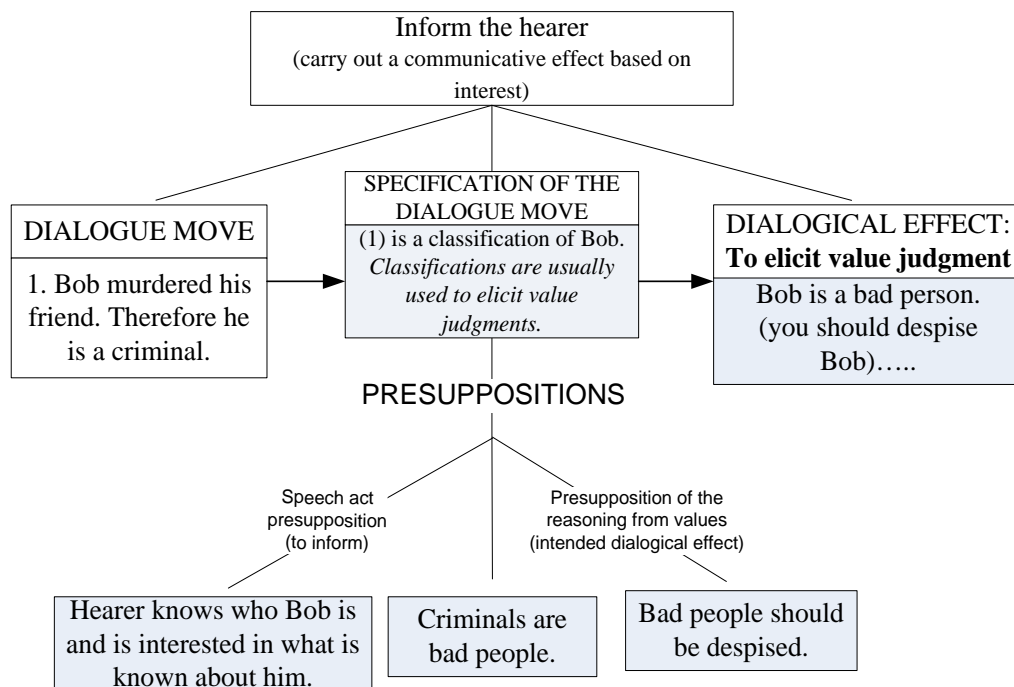 Inform the hearer
(carry out a communicative effect based on
interest)
DIALOGUE MOVE
1. Bob murdered his
friend. Therefore he
is a criminal.
SPECIFICATION OF THE
DIALOGUE MOVE
(1) is a classification of Bob.
Classifications are usually
used to elicit value
judgments.
DIALOGICAL EFFECT:
To elicit value judgment
Bob is a bad person.
(you should despise
Bob)…..
PRESUPPOSITIONS
Speech act
presupposition
(to inform)
Presupposition of the
reasoning from values
(intended dialogical effect)
Hearer knows who Bob is
and is interested in what is
known about him.
Criminals are
bad people.
Bad people should
be despised.